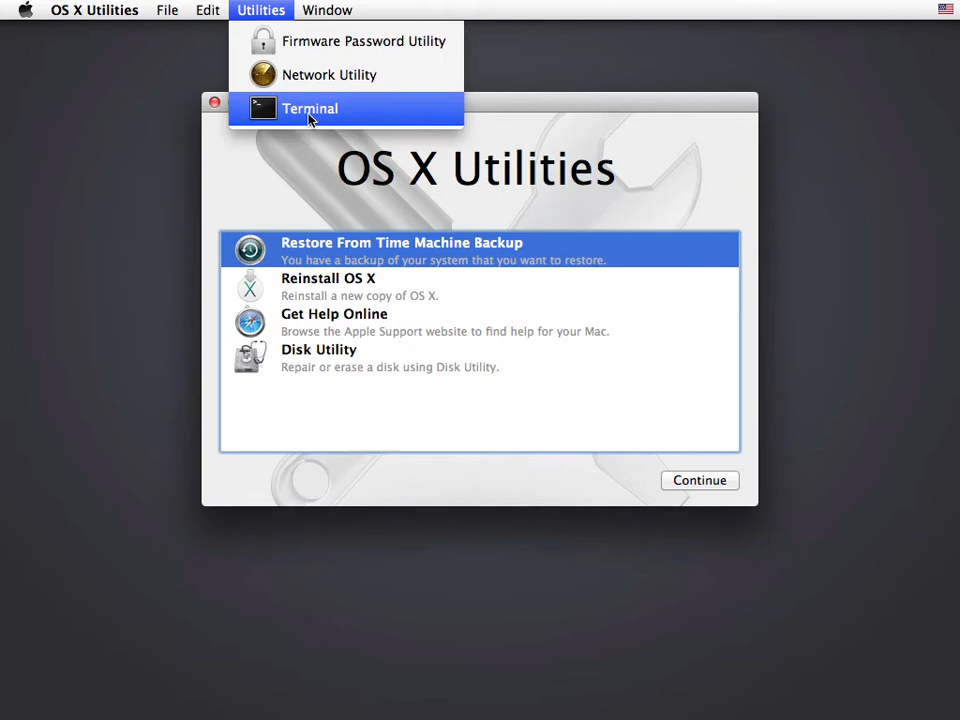 OS X Utilities File Edit Utilities Window
Firmware Password Utility
Network Utility
>_
Terminal
OS X Utilities
Restore From Time Machine Backup
You have a backup of your system that you want to restore.
Reinstall OS X
Reinstall a new copy of OS X.
Get Help Online
Browse the Apple Support website to find help for your Mac.
Disk Utility
Repair or erase a disk using Disk Utility.
Continue